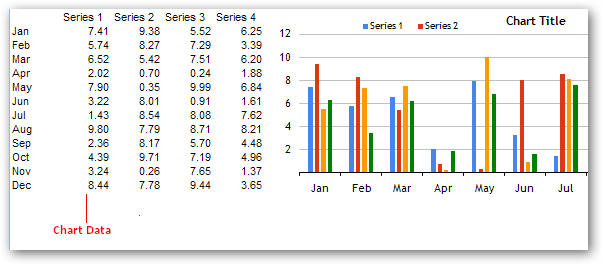 Series 1 Series 2 Series 3 Series 4
Jan 7.41 9.38 5.52 6.25
Feb 5.74 8.27 7.29 3.39
Mar 6.52 5.42 7.51 6.20
Apr 2.02 0.70 0.24 1.88
May 7.90 0.35 9.99 6.84
Jun 3.22 8.01 0.91 1.61
Jul 1.43 8.54 8.08 7.62
Aug 9.80 7.79 8.71 8.21
Sep 2.36 8.17 5.70 4.48
Oct 4.39 9.71 7.19 4.96
Nov 3.24 0.26 7.65 1.37
Dec 8.44 7.78 9.44 3.65
Chart Data
Chart Title
Series 1 Series 2
12
10
8
6
4
2
Jan Feb Mar Apr May Jun Jul